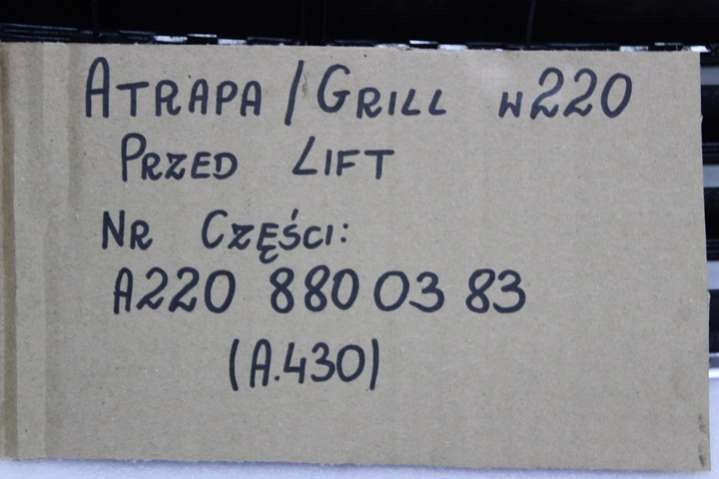 ATRAPA / GRILL W220
PRZED LIFT
NR CZĘŚCI:
A220 880 03 83
(A.430)